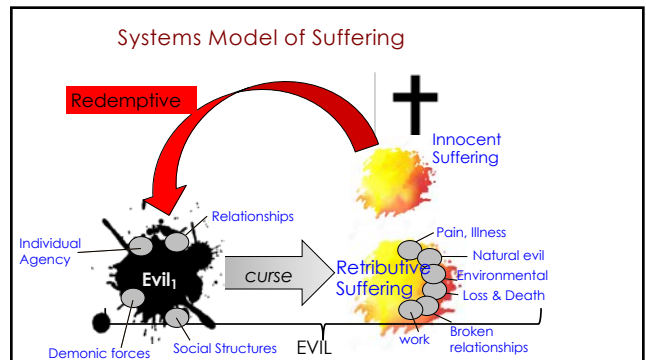 Systems Model of Suffering
Redemptive
Innocent
Suffering
Relationships
Individual
Agency
Evil1
curse
Retributive
Suffering
Pain, Illness
Natural evil
Environmental
Loss & Death
Broken
relationships
work
Demonic forces
Social Structures
EVIL